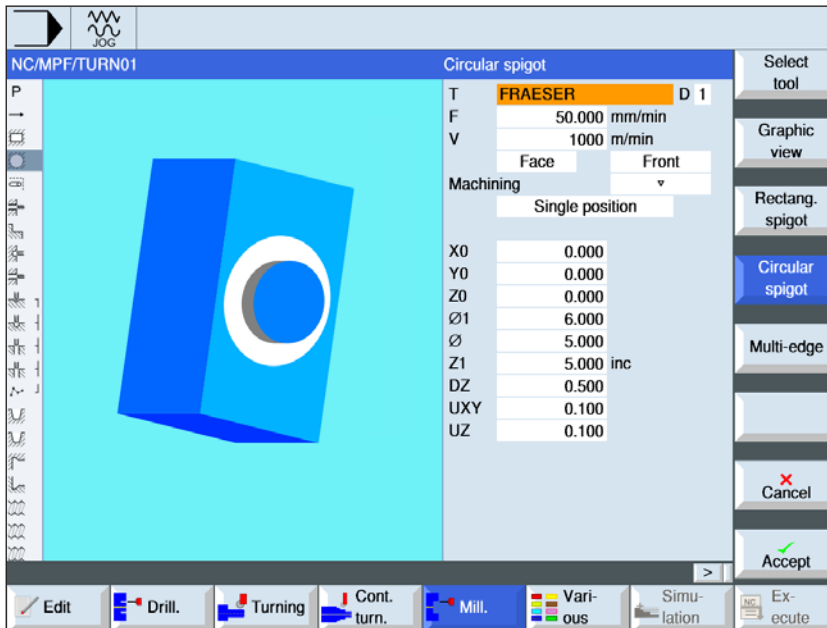 JOG
NC/MPF/TURN01
Circular spigot
P
T FRAESER D 1
F 50.000 mm/min
V 1000 m/min
Face Front
Machining ▿
Single position
X0 0.000
Y0 0.000
Z0 0.000
Ø1 6.000
Ø 5.000
Z1 5.000 inc
DZ 0.500
UXY 0.100
UZ 0.100
Select
tool
Graphic
view
Rectang.
spigot
Circular
spigot
Multi-edge
Cancel
Accept
>
Edit
Drill.
Turning
Cont.
turn.
Mill.
Vari-
ous
Simu-
lation
NC
Ex-
ecute